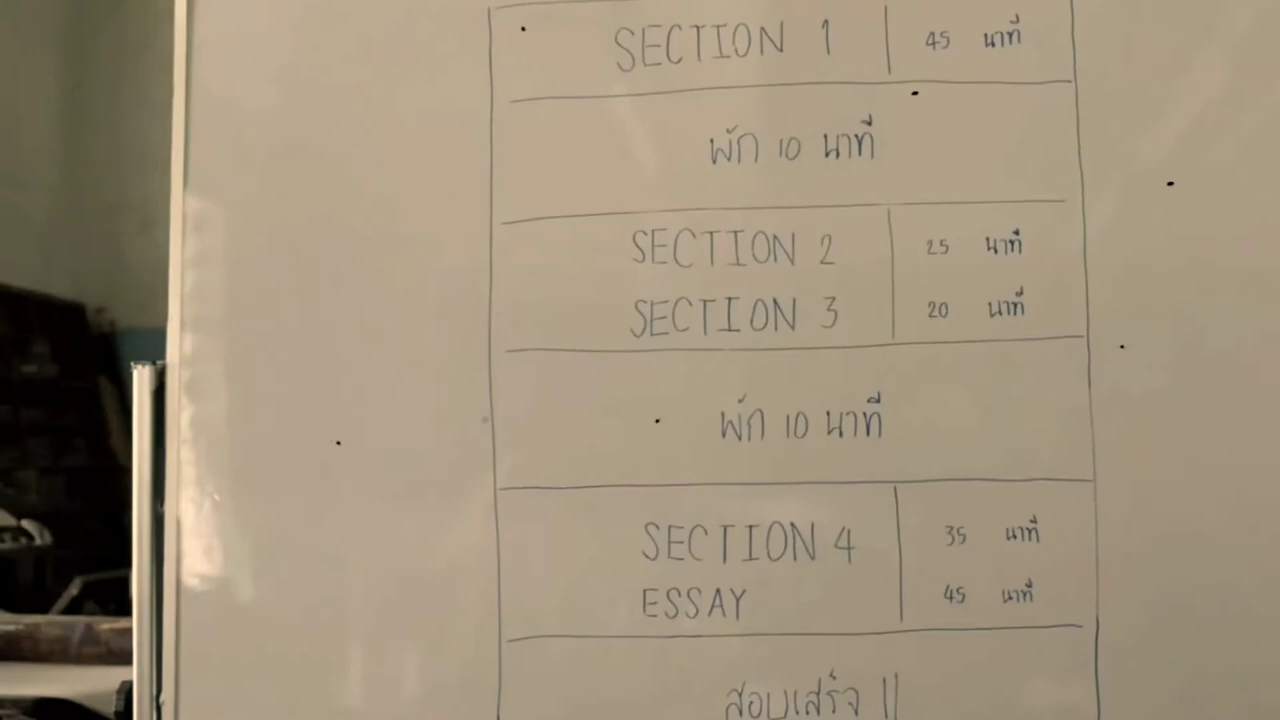 SECTION 1 45 นาที
พัก 10 นาที
SECTION 2 25 นาที
SECTION 3 20 นาที
พัก 10 นาที
SECTION 4 35 นาที
ESSAY 45 นาที
สอบเสร็จ